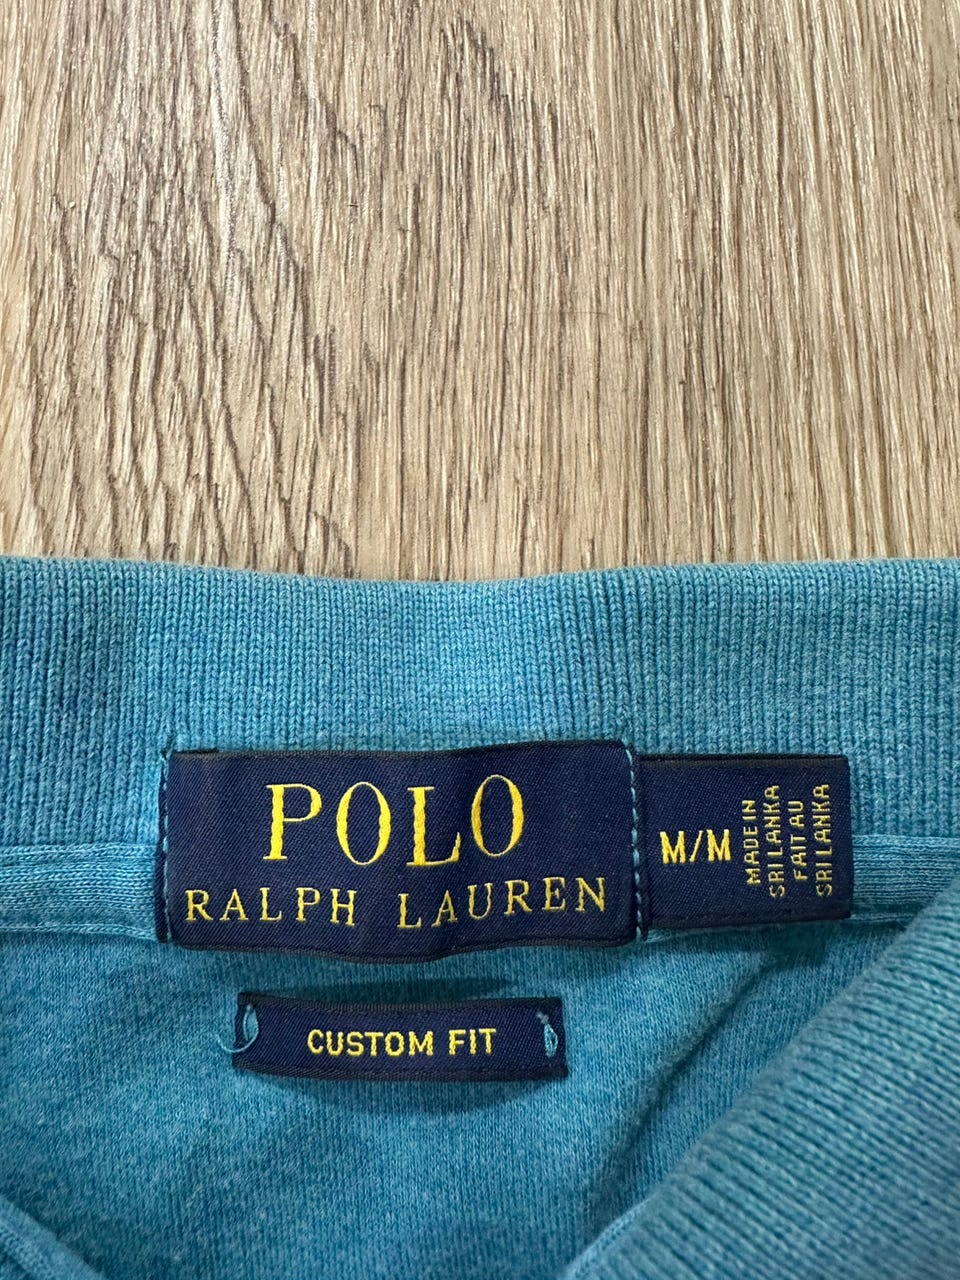 POLO
RALPH LAUREN
M/M
MADE IN
SRI LANKA
FAIT AU
SRI LANKA
CUSTOM FIT